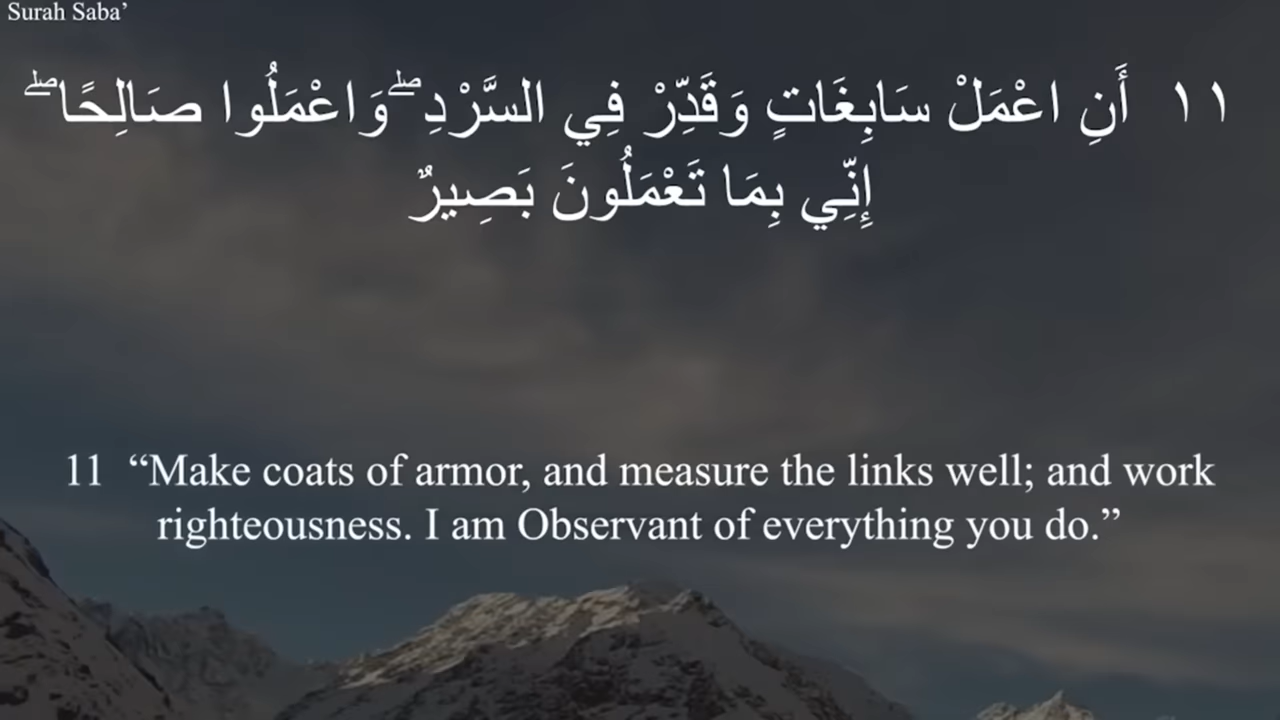 Surah Saba’
١١ أَنِ اعْمَلْ سَابِغَاتٍ وَقَدِّرْ فِي السَّرْدِ ۖ وَاعْمَلُوا صَالِحًا ۖ
إِنِّي بِمَا تَعْمَلُونَ بَصِيرٌ
11 “Make coats of armor, and measure the links well; and work
righteousness. I am Observant of everything you do.”